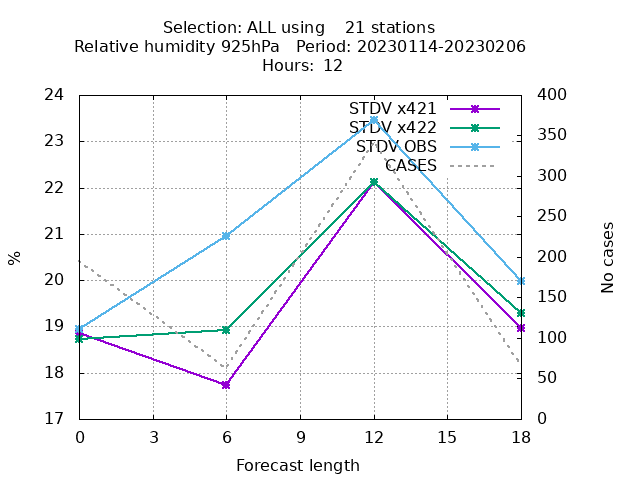 Selection: ALL using    21 stations
Relative humidity 925hPa   Period: 20230114-20230206
Hours:  12
STDV x421
STDV x422
STDV OBS
CASES
24
23
22
21
20
19
18
17
%
400
350
300
250
200
150
100
50
0
No cases
0 3 6 9 12 15 18
Forecast length